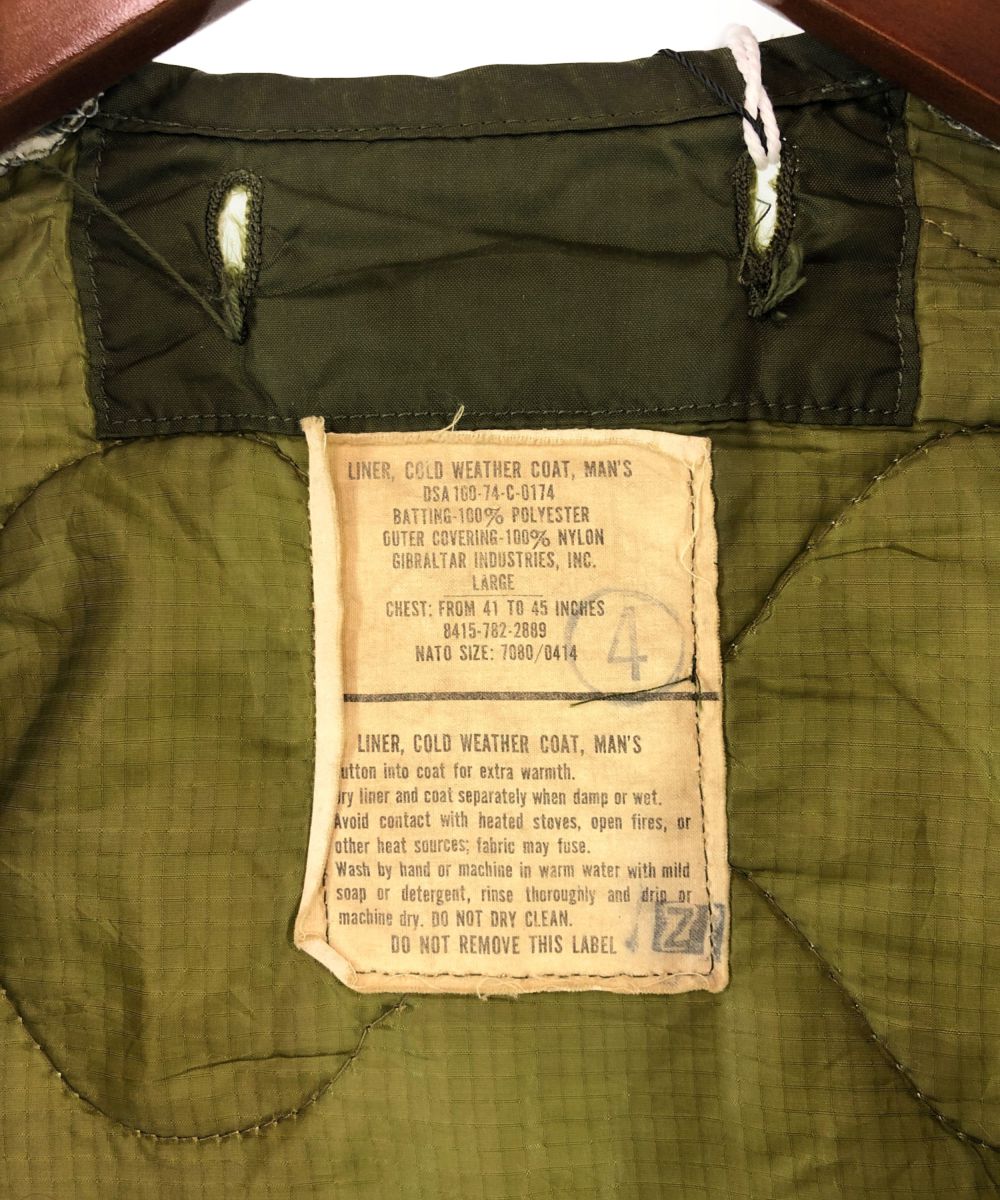 LINER, COLD WEATHER COAT, MAN'S
DSA 100-74-C-0174
BATTING-100% POLYESTER
OUTER COVERING-100% NYLON
GIBRALTAR INDUSTRIES, INC.
LARGE
CHEST: FROM 41 TO 45 INCHES
8415-782-2889
NATO SIZE: 7080/0414
4
LINER, COLD WEATHER COAT, MAN'S
utton into coat for extra warmth.
ry liner and coat separately when damp or wet.
Avoid contact with heated stoves, open fires, or
other heat sources; fabric may fuse.
Wash by hand or machine in warm water with mild
soap or detergent, rinse thoroughly and drip or
machine dry. DO NOT DRY CLEAN.
DO NOT REMOVE THIS LABEL
Z